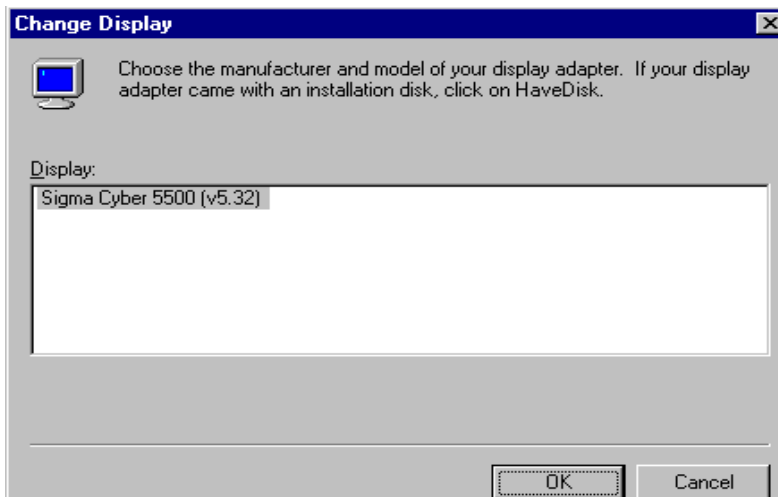 Change Display
Choose the manufacturer and model of your display adapter. If your display
adapter came with an installation disk, click on HaveDisk.
Display:
Sigma Cyber 5500 (v5.32)
OK Cancel